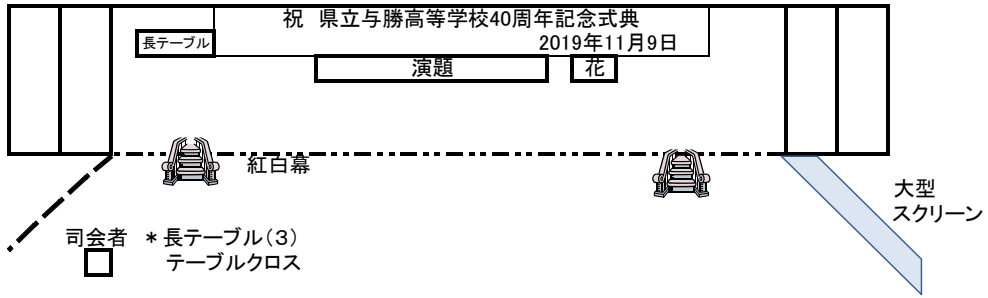 祝 県立与勝高等学校40周年記念式典
2019年11月9日
長テーブル
演題
花
紅白幕
大型
スクリーン
司会者 *長テーブル(3)
テーブルクロス